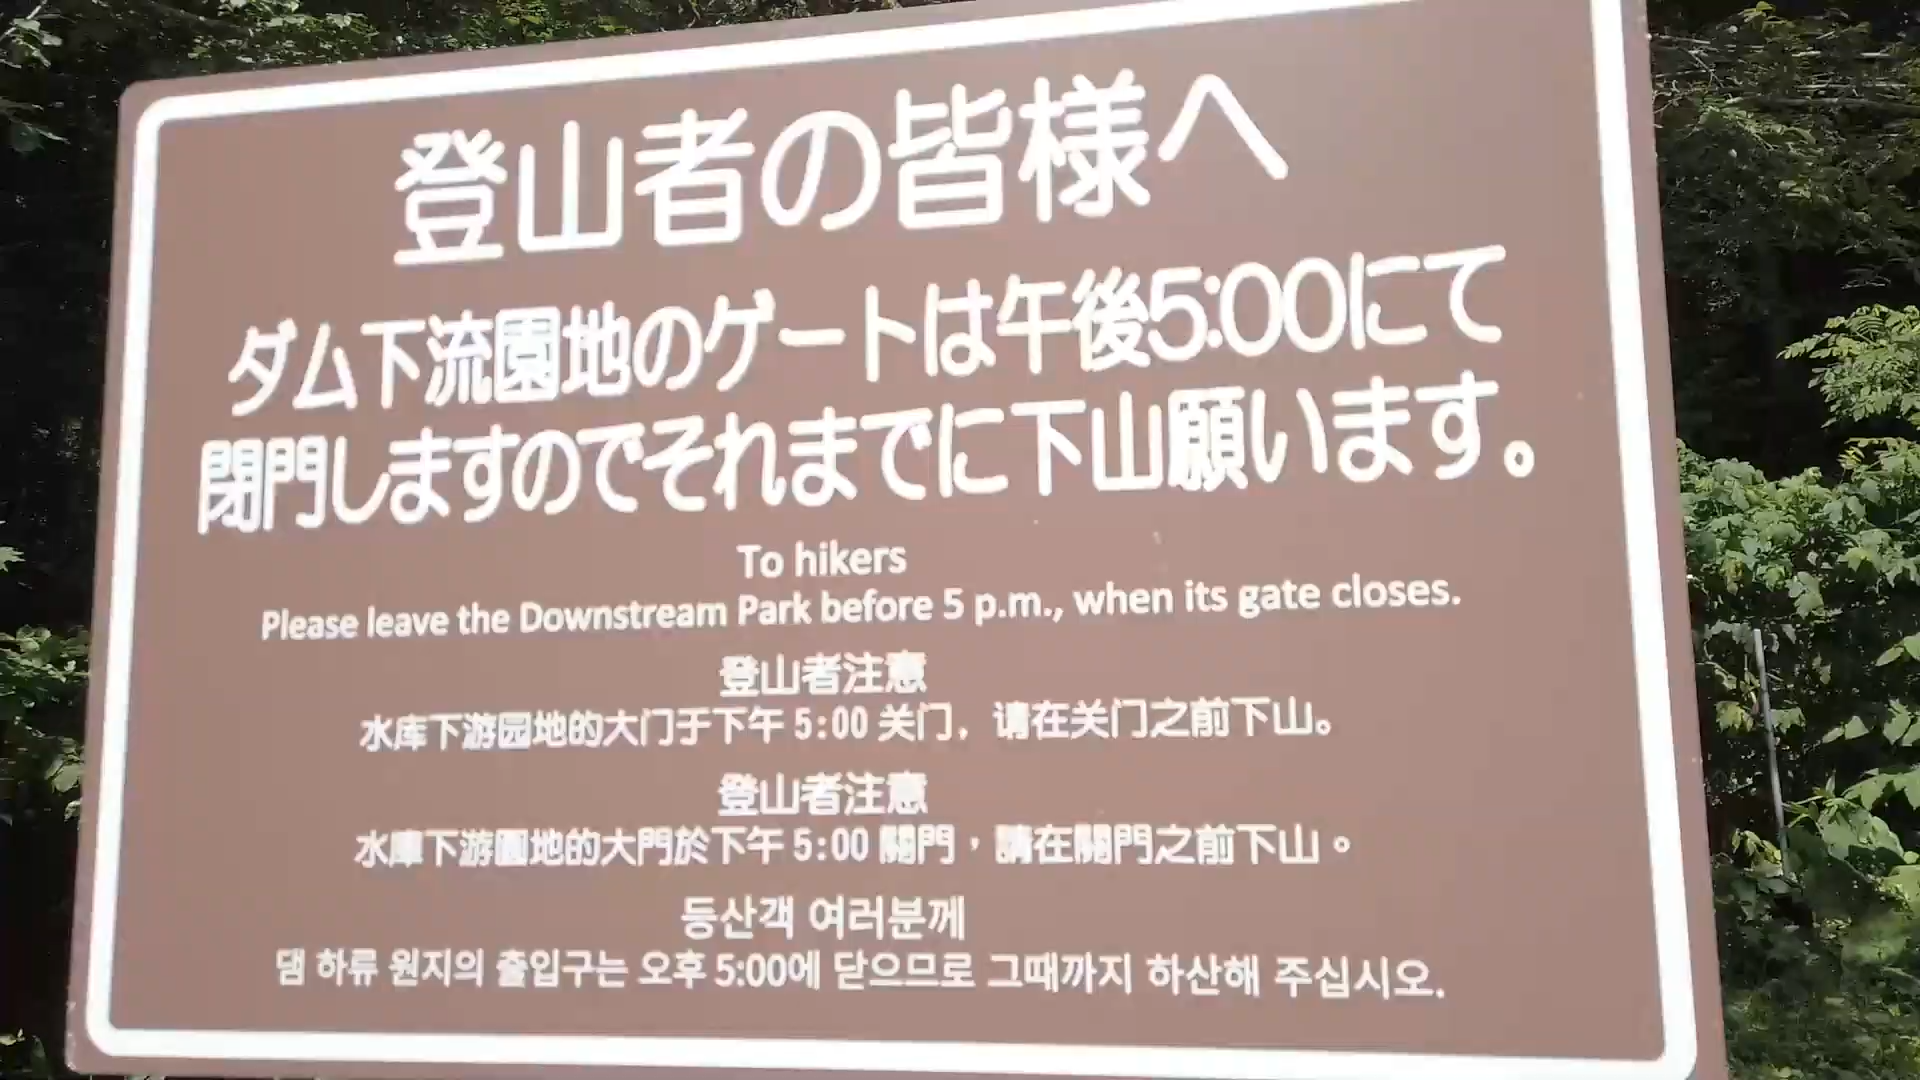 登山者の皆様へ
ダム下流園地のゲートは午後5:00にて
閉門しますのでそれまでに下山願います。
To hikers
Please leave the Downstream Park before 5 p.m., when its gate closes.
登山者注意
水库下游园地的大门于下午 5:00 关门，请在关门之前下山。
登山者注意
水庫下游園地的大門於下午 5:00 關門，請在關門之前下山。
등산객 여러분께
댐 하류 원지의 출입구는 오후 5:00에 닫으므로 그때까지 하산해 주십시오.